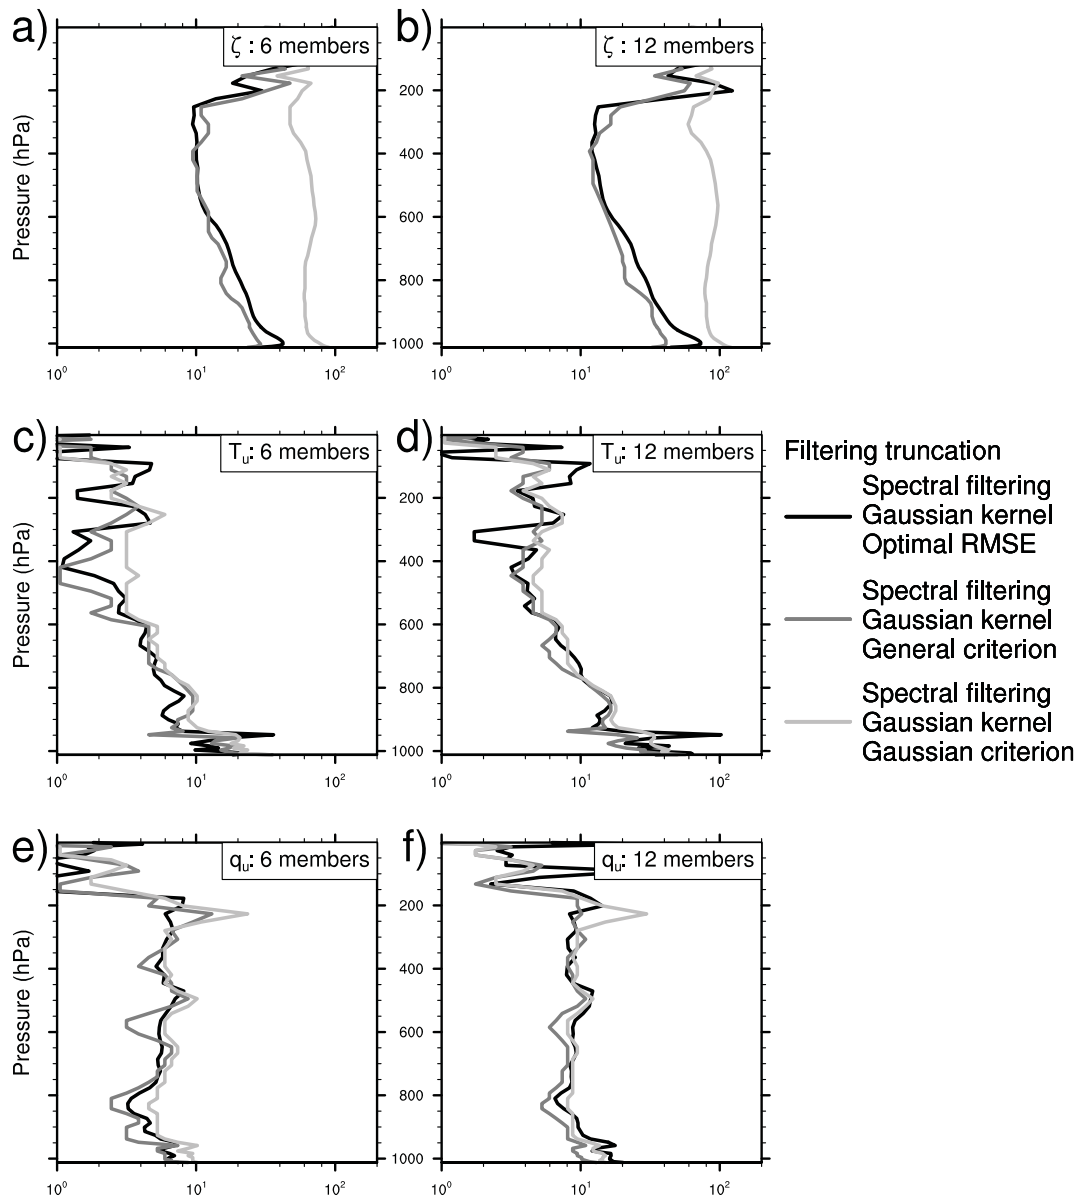 a)
ζ : 6 members
b)
ζ : 12 members
Pressure (hPa)
200
400
600
800
1000
10⁰
10¹
10²
10⁰
10¹
10²
c)
Tᵤ: 6 members
d)
Tᵤ: 12 members
Pressure (hPa)
200
400
600
800
1000
10⁰
10¹
10²
10⁰
10¹
10²
Filtering truncation
Spectral filtering
Gaussian kernel
Optimal RMSE
Spectral filtering
Gaussian kernel
General criterion
Spectral filtering
Gaussian kernel
Gaussian criterion
e)
qᵤ: 6 members
f)
qᵤ: 12 members
Pressure (hPa)
200
400
600
800
1000
10⁰
10¹
10²
10⁰
10¹
10²